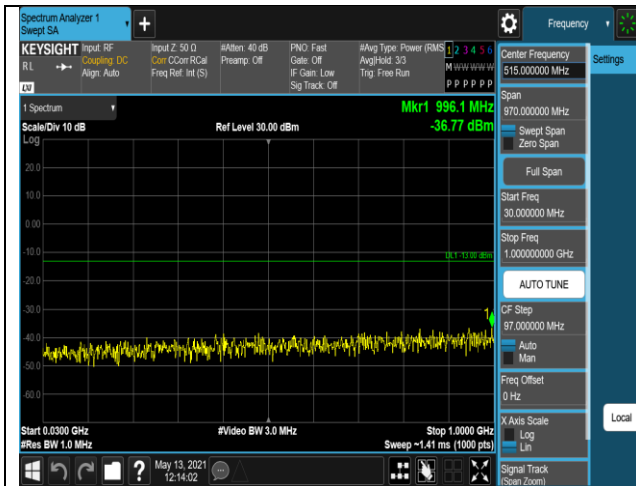 Spectrum Analyzer 1
Swept SA
Frequency
KEYSIGHT
RL
LXI
Input: RF
Coupling: DC
Align: Auto
Input Z: 50 Ω
Corr CCorr RCal
Freq Ref: Int (S)
#Atten: 40 dB
Preamp: Off
PNO: Fast
Gate: Off
IF Gain: Low
Sig Track: Off
#Avg Type: Power (RMS
Avg|Hold: 3/3
Trig: Free Run
1 2 3 4 5 6
M W W W W W
P P P P P P
1 Spectrum
Scale/Div 10 dB
Log
Ref Level 30.00 dBm
Mkr1 996.1 MHz
-36.77 dBm
20.0
10.0
0.00
-10.0
-20.0
-30.0
-40.0
-50.0
-60.0
DL1 -13.00 dBm
1
Start 0.0300 GHz
#Res BW 1.0 MHz
#Video BW 3.0 MHz
Stop 1.0000 GHz
Sweep ~1.41 ms (1000 pts)
May 13, 2021
12:14:02
?
Center Frequency
515.000000 MHz
Settings
Span
970.000000 MHz
Swept Span
Zero Span
Full Span
Start Freq
30.000000 MHz
Stop Freq
1.000000000 GHz
AUTO TUNE
CF Step
97.000000 MHz
Auto
Man
Freq Offset
0 Hz
X Axis Scale
Log
Lin
Local
Signal Track
(Span Zoom)